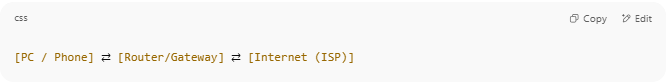 css Copy Edit
[PC / Phone] ⇄ [Router/Gateway] ⇄ [Internet (ISP)]